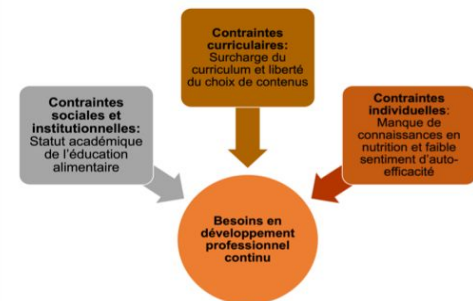 Contraintes
curriculaires:
Surcharge du
curriculum et liberté
du choix de contenus
Contraintes
sociales et
institutionnelles:
Statut académique
de l'éducation
alimentaire
Contraintes
individuelles:
Manque de
connaissances en
nutrition et faible
sentiment d'auto-
efficacité
Besoins en
développement
professionnel
continu